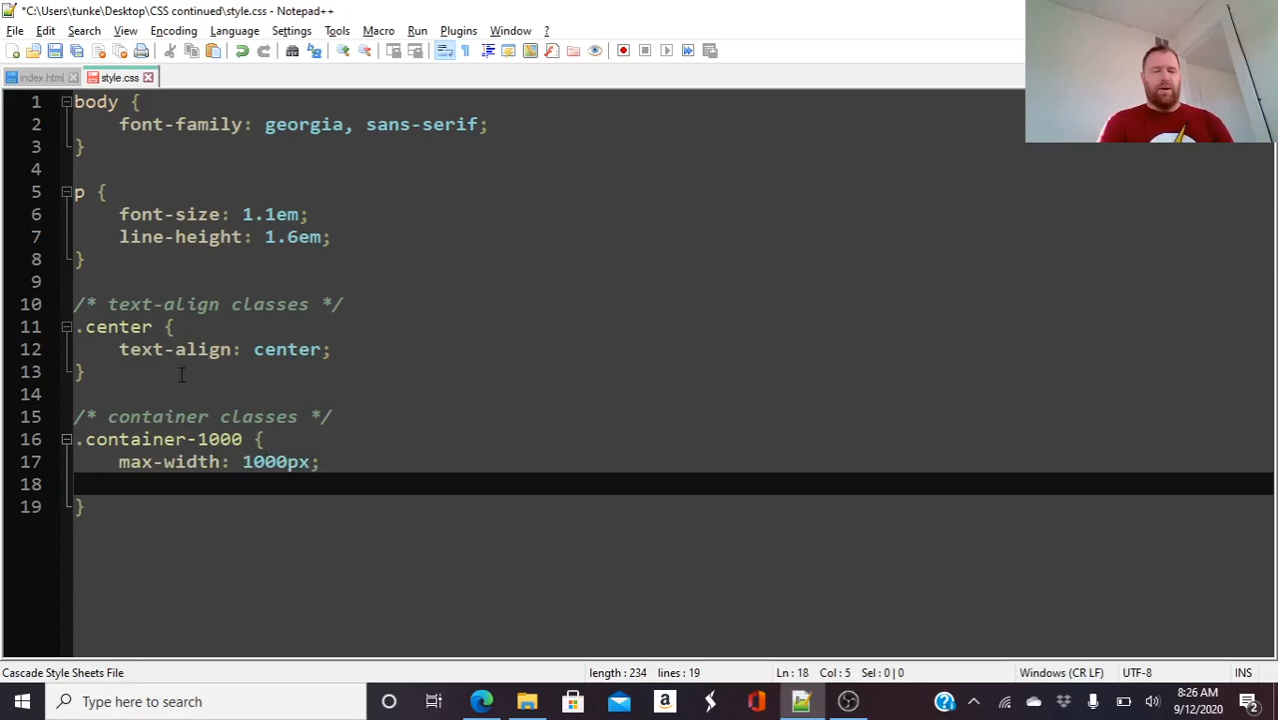 *C:\Users\tunke\Desktop\CSS continued\style.css - Notepad++
File Edit Search View Encoding Language Settings Tools Macro Run Plugins Window ?
index.html style.css
1 body {
2 font-family: georgia, sans-serif;
3 }
4
5 p {
6 font-size: 1.1em;
7 line-height: 1.6em;
8 }
9
10 /* text-align classes */
11 .center {
12 text-align: center;
13 }
14
15 /* container classes */
16 .container-1000 {
17 max-width: 1000px;
18
19 }
Cascade Style Sheets File length : 234 lines : 19 Ln : 18 Col : 5 Sel : 0 | 0 Windows (CR LF) UTF-8 INS
Type here to search
8:26 AM
9/12/2020
2